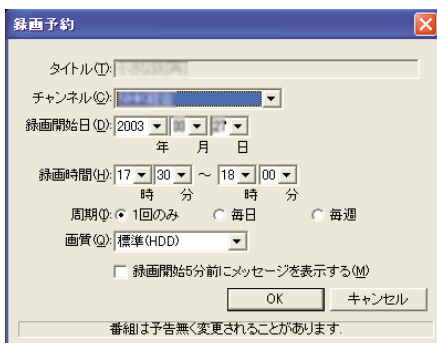 録画予約
タイトル(T):
チャンネル(C):
録画開始日(D): 2003 27
年 月 日
録画時間(H): 17 30 ～ 18 00
時 分 時 分
周期(I): 1回のみ 毎日 毎週
画質(Q): 標準(HDD)
録画開始5分前にメッセージを表示する(M)
OK キャンセル
番組は予告無く変更されることがあります.